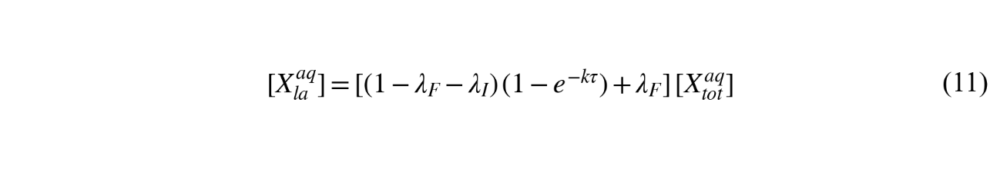 [X_{la}^{aq}] = [(1 − λ_F − λ_I)(1 − e^{−kτ}) + λ_F][X_{tot}^{aq}] (11)